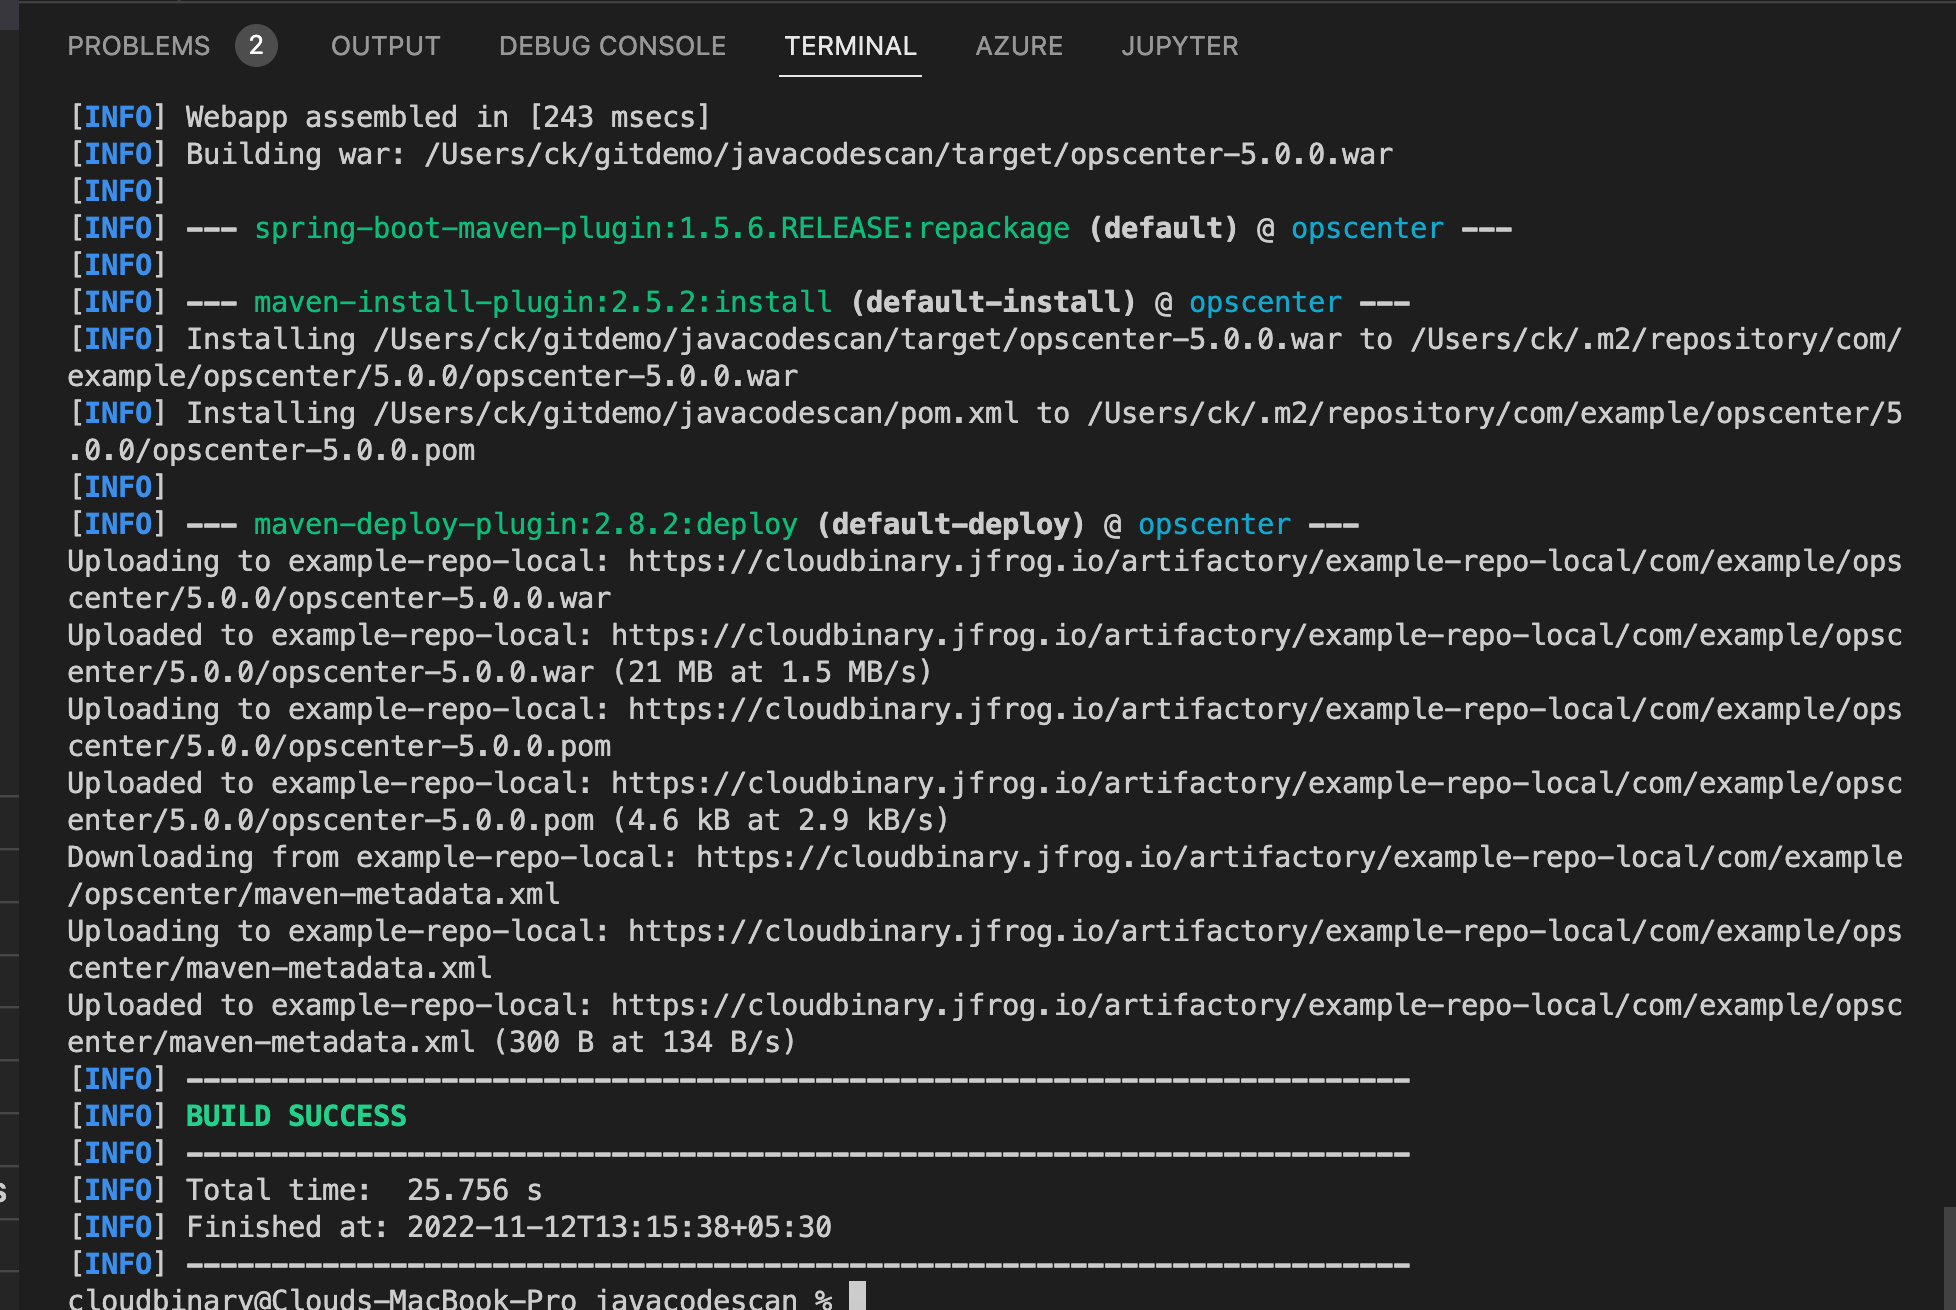 PROBLEMS 2 OUTPUT DEBUG CONSOLE TERMINAL AZURE JUPYTER
[INFO] Webapp assembled in [243 msecs]
[INFO] Building war: /Users/ck/gitdemo/javacodescan/target/opscenter-5.0.0.war
[INFO]
[INFO] --- spring-boot-maven-plugin:1.5.6.RELEASE:repackage (default) @ opscenter ---
[INFO]
[INFO] --- maven-install-plugin:2.5.2:install (default-install) @ opscenter ---
[INFO] Installing /Users/ck/gitdemo/javacodescan/target/opscenter-5.0.0.war to /Users/ck/.m2/repository/com/
example/opscenter/5.0.0/opscenter-5.0.0.war
[INFO] Installing /Users/ck/gitdemo/javacodescan/pom.xml to /Users/ck/.m2/repository/com/example/opscenter/5
.0.0/opscenter-5.0.0.pom
[INFO]
[INFO] --- maven-deploy-plugin:2.8.2:deploy (default-deploy) @ opscenter ---
Uploading to example-repo-local: https://cloudbinary.jfrog.io/artifactory/example-repo-local/com/example/ops
center/5.0.0/opscenter-5.0.0.war
Uploaded to example-repo-local: https://cloudbinary.jfrog.io/artifactory/example-repo-local/com/example/opsc
enter/5.0.0/opscenter-5.0.0.war (21 MB at 1.5 MB/s)
Uploading to example-repo-local: https://cloudbinary.jfrog.io/artifactory/example-repo-local/com/example/ops
center/5.0.0/opscenter-5.0.0.pom
Uploaded to example-repo-local: https://cloudbinary.jfrog.io/artifactory/example-repo-local/com/example/opsc
enter/5.0.0/opscenter-5.0.0.pom (4.6 kB at 2.9 kB/s)
Downloading from example-repo-local: https://cloudbinary.jfrog.io/artifactory/example-repo-local/com/example
/opscenter/maven-metadata.xml
Uploading to example-repo-local: https://cloudbinary.jfrog.io/artifactory/example-repo-local/com/example/ops
center/maven-metadata.xml
Uploaded to example-repo-local: https://cloudbinary.jfrog.io/artifactory/example-repo-local/com/example/opsc
enter/maven-metadata.xml (300 B at 134 B/s)
[INFO] ------------------------------------------------------------------------
[INFO] BUILD SUCCESS
[INFO] ------------------------------------------------------------------------
[INFO] Total time:  25.756 s
[INFO] Finished at: 2022-11-12T13:15:38+05:30
[INFO] ------------------------------------------------------------------------
cloudbinary@Clouds-MacBook-Pro javacodescan %